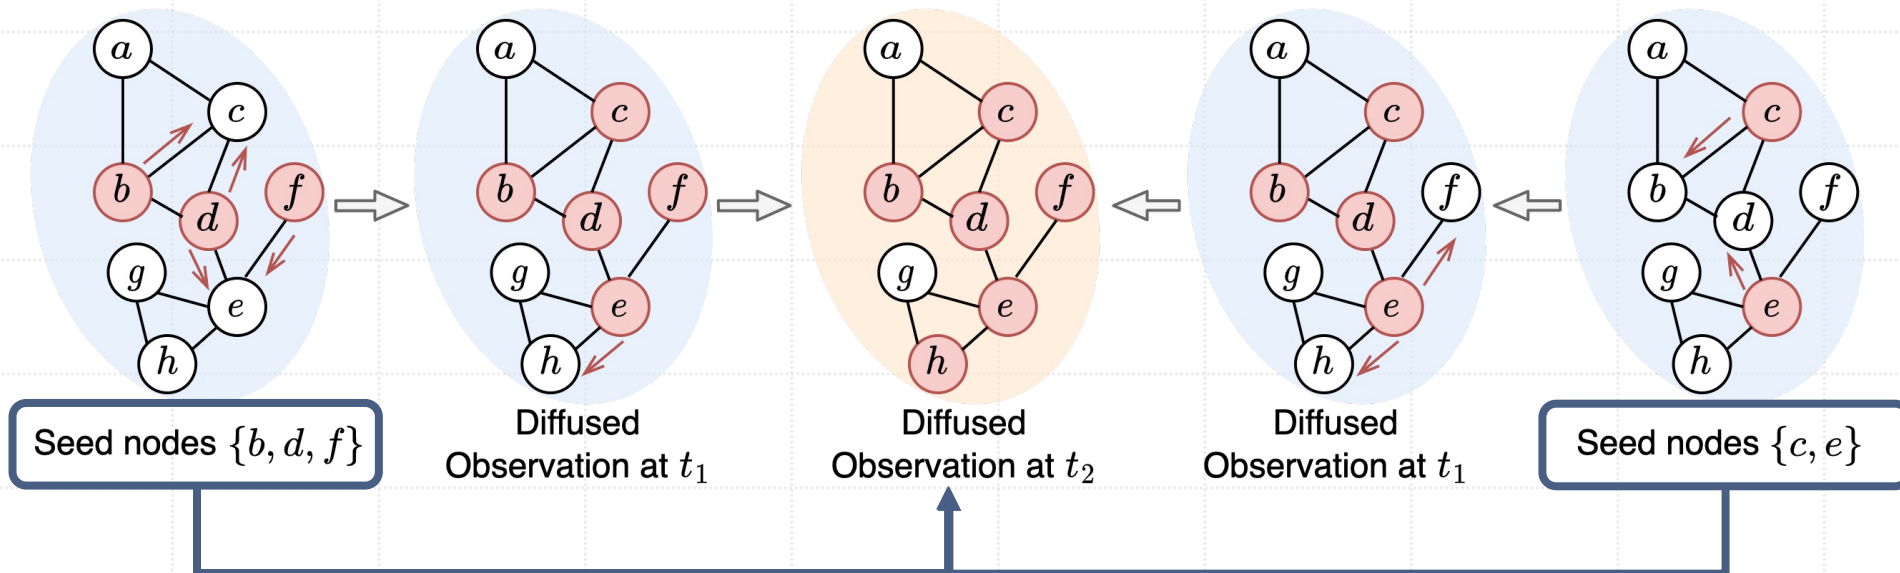 a
c
b
d
f
g
e
h
a
c
b
d
f
g
e
h
a
c
b
d
f
g
e
h
a
c
b
d
f
g
e
h
a
c
b
d
f
g
e
h
Seed nodes {b, d, f}
Diffused
Observation at t₁
Diffused
Observation at t₂
Diffused
Observation at t₁
Seed nodes {c, e}